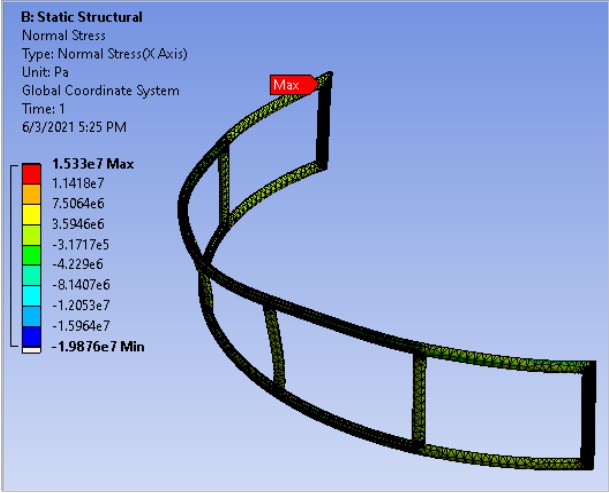 B: Static Structural
Normal Stress
Type: Normal Stress(X Axis)
Unit: Pa
Global Coordinate System
Time: 1
6/3/2021 5:25 PM
Max
1.533e7 Max
1.1418e7
7.5064e6
3.5946e6
-3.1717e5
-4.229e6
-8.1407e6
-1.2053e7
-1.5964e7
-1.9876e7 Min